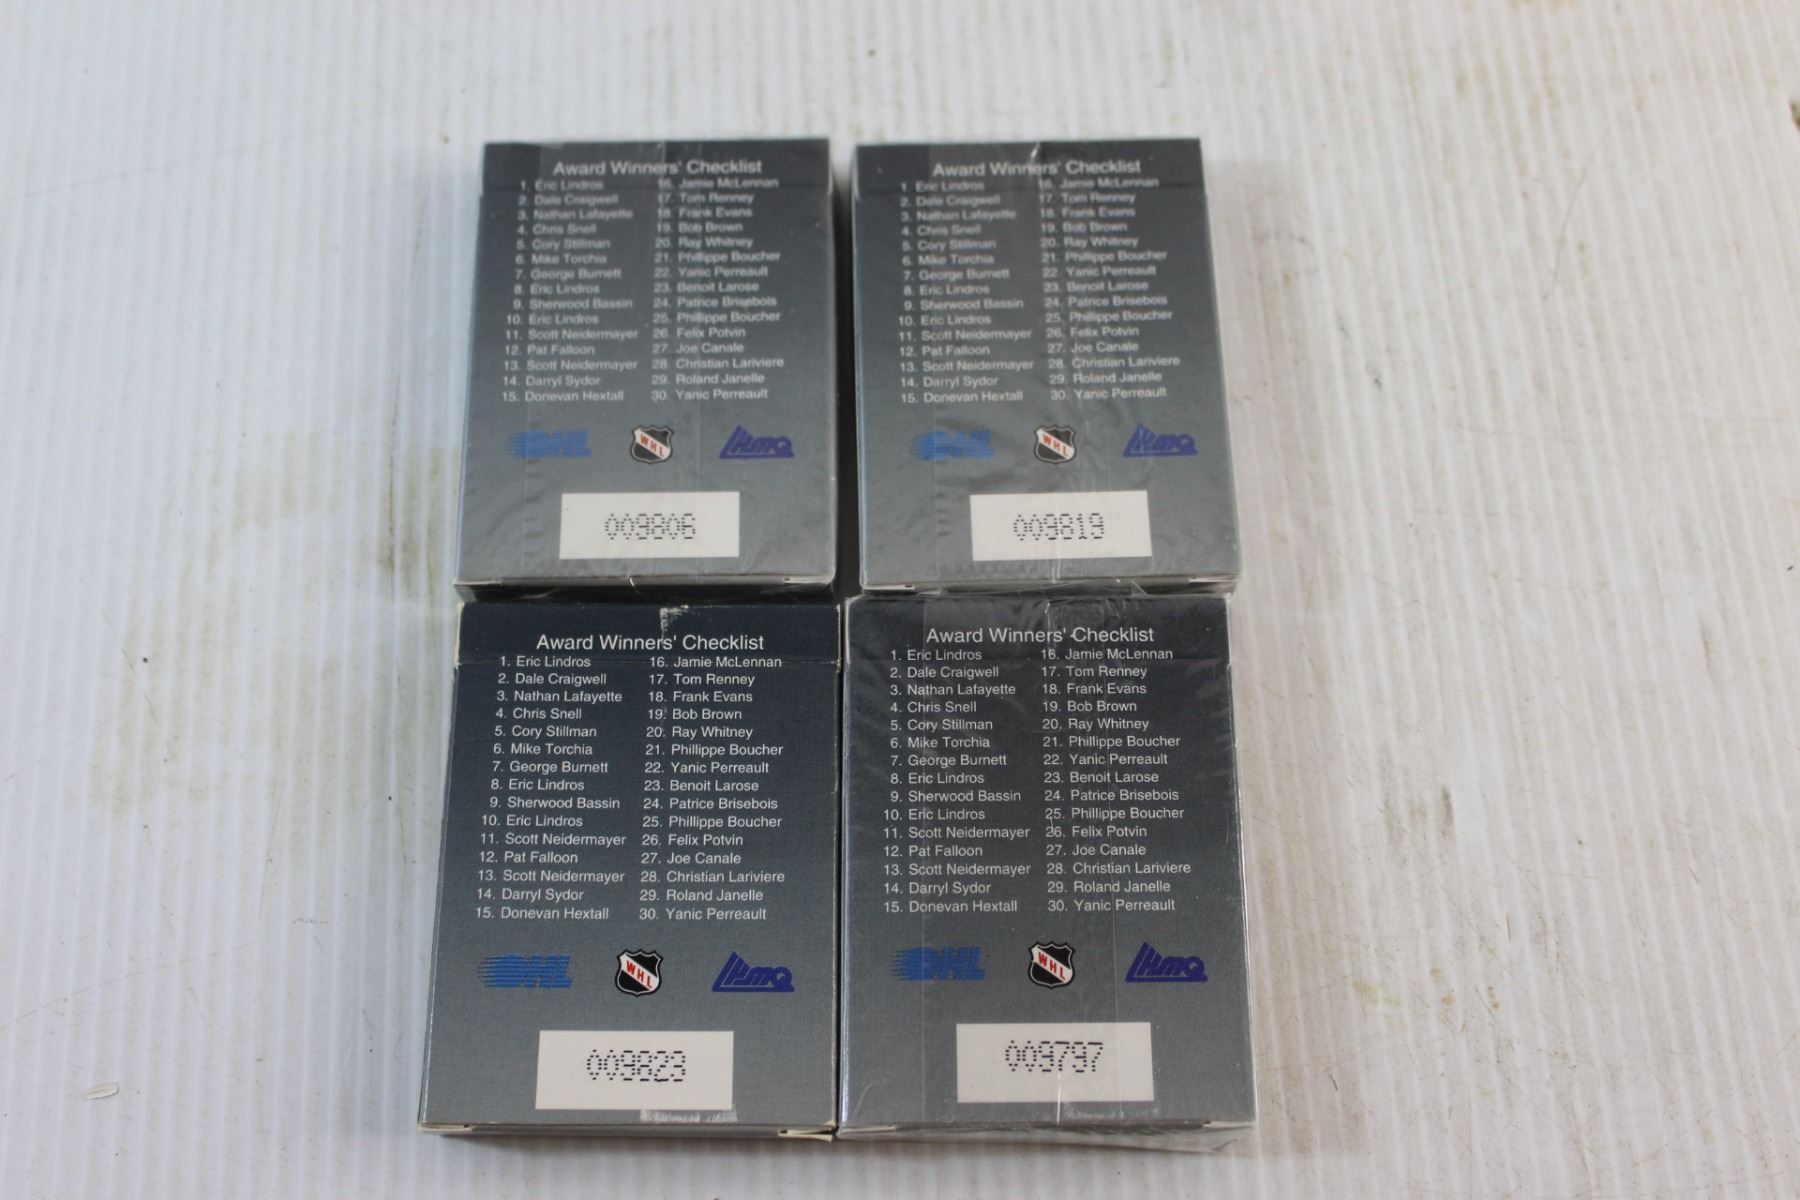 Award Winners' Checklist
1. Eric Lindros
2. Dale Craigwell
3. Nathan Lafayette
4. Chris Snell
5. Cory Stillman
6. Mike Torchia
7. George Burnett
8. Eric Lindros
9. Sherwood Bassin
10. Eric Lindros
11. Scott Neidermayer
12. Pat Falloon
13. Scott Neidermayer
14. Darryl Sydor
15. Donevan Hextall
16. Jamie McLennan
17. Tom Renney
18. Frank Evans
19. Bob Brown
20. Ray Whitney
21. Phillippe Boucher
22. Yanic Perreault
23. Benoit Larose
24. Patrice Brisebois
25. Phillippe Boucher
26. Felix Potvin
27. Joe Canale
28. Christian Lariviere
29. Roland Janelle
30. Yanic Perreault
OHL WHL LHJMQ
009806
Award Winners' Checklist
1. Eric Lindros
2. Dale Craigwell
3. Nathan Lafayette
4. Chris Snell
5. Cory Stillman
6. Mike Torchia
7. George Burnett
8. Eric Lindros
9. Sherwood Bassin
10. Eric Lindros
11. Scott Neidermayer
12. Pat Falloon
13. Scott Neidermayer
14. Darryl Sydor
15. Donevan Hextall
16. Jamie McLennan
17. Tom Renney
18. Frank Evans
19. Bob Brown
20. Ray Whitney
21. Phillippe Boucher
22. Yanic Perreault
23. Benoit Larose
24. Patrice Brisebois
25. Phillippe Boucher
26. Felix Potvin
27. Joe Canale
28. Christian Lariviere
29. Roland Janelle
30. Yanic Perreault
OHL WHL LHJMQ
009819
Award Winners' Checklist
1. Eric Lindros
2. Dale Craigwell
3. Nathan Lafayette
4. Chris Snell
5. Cory Stillman
6. Mike Torchia
7. George Burnett
8. Eric Lindros
9. Sherwood Bassin
10. Eric Lindros
11. Scott Neidermayer
12. Pat Falloon
13. Scott Neidermayer
14. Darryl Sydor
15. Donevan Hextall
16. Jamie McLennan
17. Tom Renney
18. Frank Evans
19. Bob Brown
20. Ray Whitney
21. Phillippe Boucher
22. Yanic Perreault
23. Benoit Larose
24. Patrice Brisebois
25. Phillippe Boucher
26. Felix Potvin
27. Joe Canale
28. Christian Lariviere
29. Roland Janelle
30. Yanic Perreault
OHL WHL LHJMQ
009823
Award Winners' Checklist
1. Eric Lindros
2. Dale Craigwell
3. Nathan Lafayette
4. Chris Snell
5. Cory Stillman
6. Mike Torchia
7. George Burnett
8. Eric Lindros
9. Sherwood Bassin
10. Eric Lindros
11. Scott Neidermayer
12. Pat Falloon
13. Scott Neidermayer
14. Darryl Sydor
15. Donevan Hextall
16. Jamie McLennan
17. Tom Renney
18. Frank Evans
19. Bob Brown
20. Ray Whitney
21. Phillippe Boucher
22. Yanic Perreault
23. Benoit Larose
24. Patrice Brisebois
25. Phillippe Boucher
26. Felix Potvin
27. Joe Canale
28. Christian Lariviere
29. Roland Janelle
30. Yanic Perreault
OHL WHL LHJMQ
009797